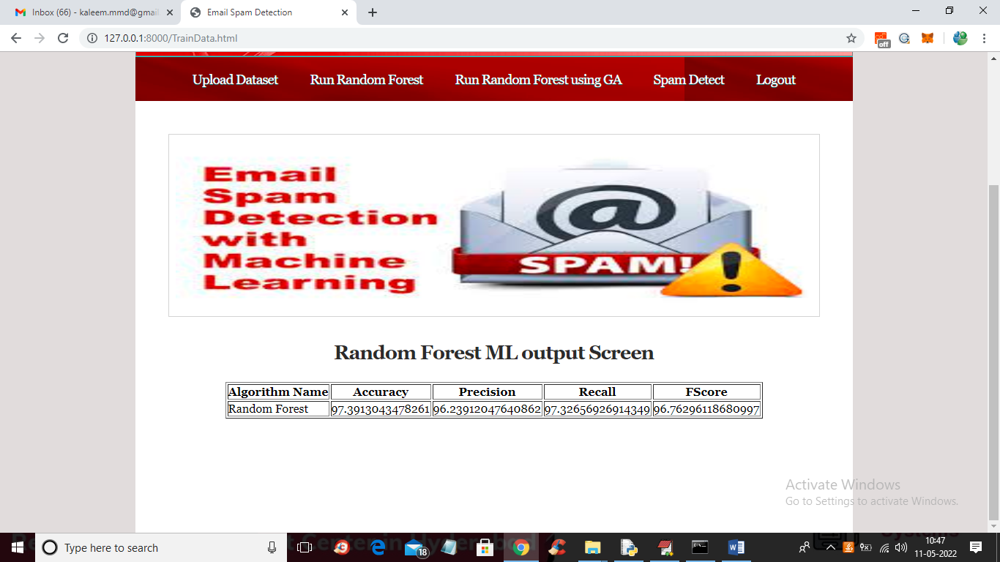 Inbox (66) - kaleem.mmd@gmail
Email Spam Detection
127.0.0.1:8000/TrainData.html
off
Upload Dataset Run Random Forest Run Random Forest using GA Spam Detect Logout
Email
Spam
Detection
with
Machine
Learning
@
SPAM!
!
Random Forest ML output Screen
Algorithm Name Accuracy Precision Recall FScore
Random Forest 97.3913043478261 96.23912047640862 97.32656926914349 96.76296118680997
Activate Windows
Go to Settings to activate Windows.
Type here to search
18
10:47
11-05-2022